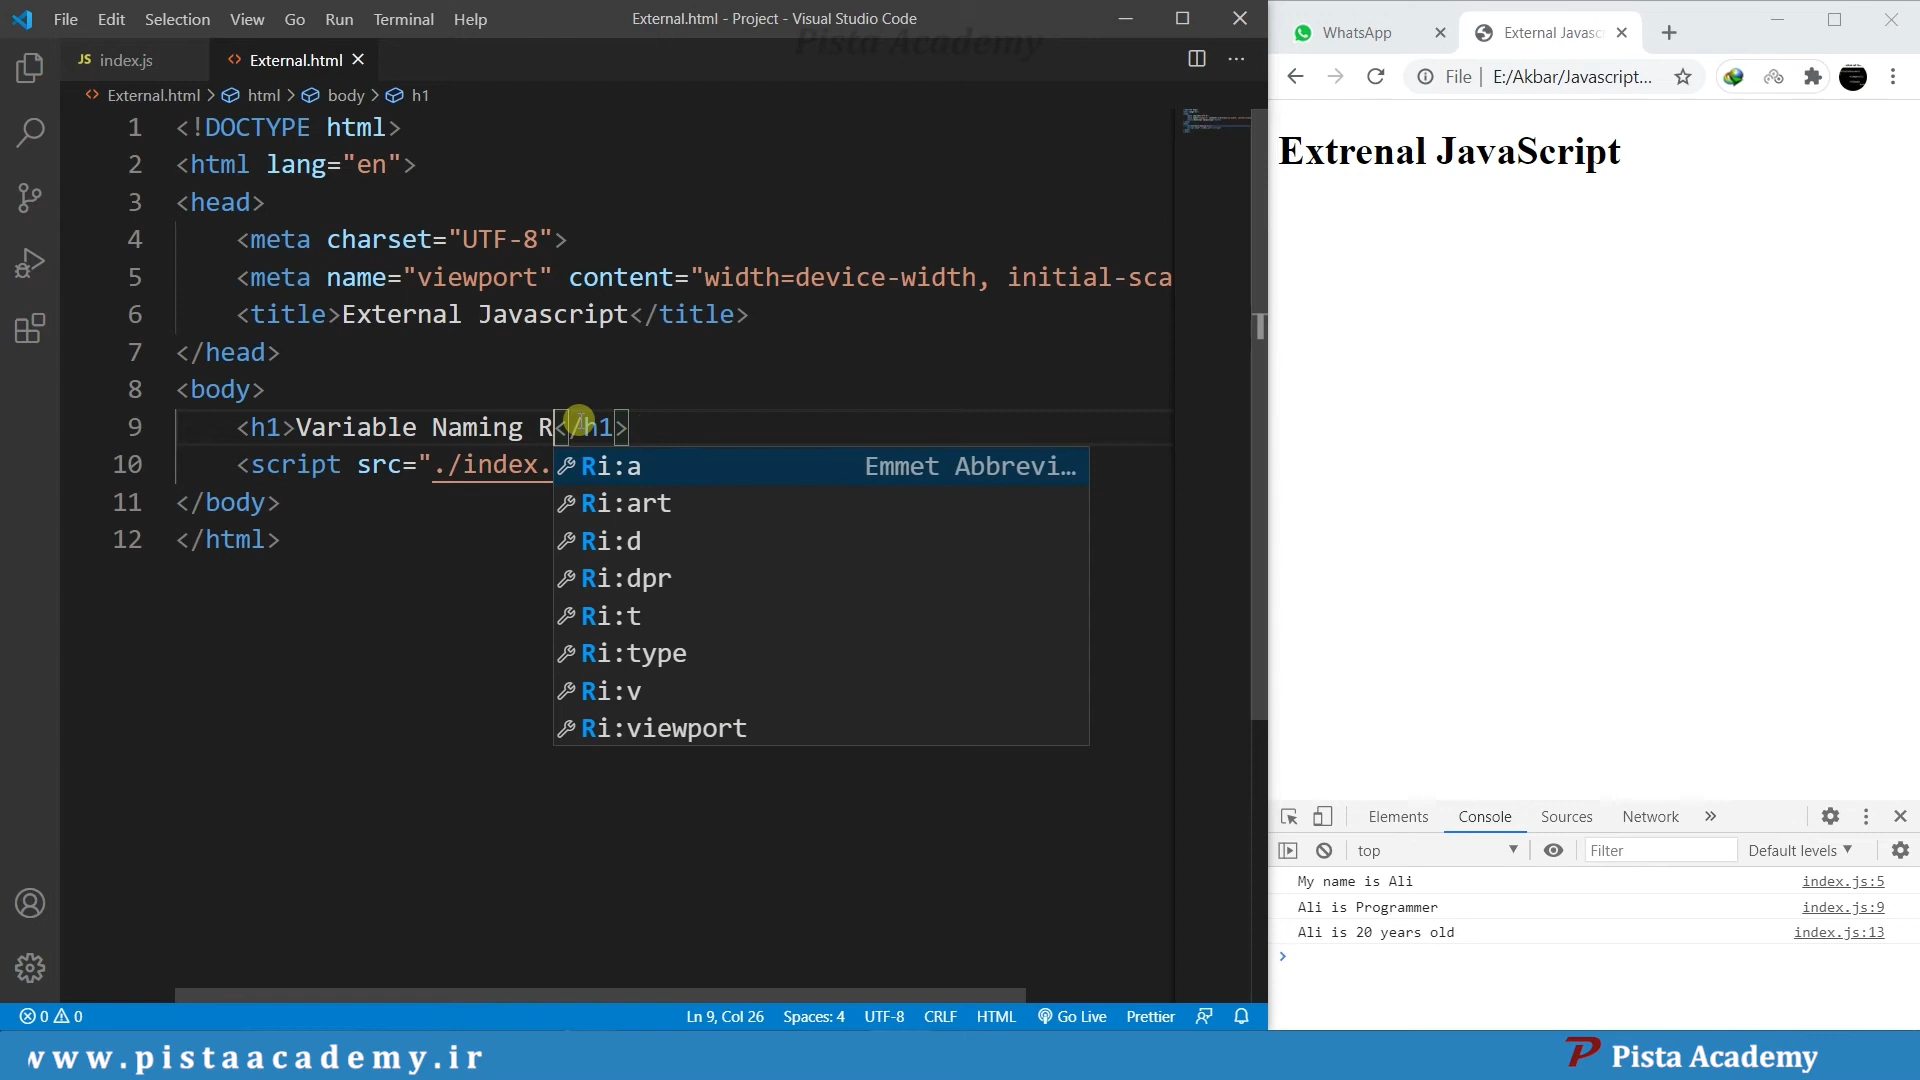 File Edit Selection View Go Run Terminal Help External.html - Project - Visual Studio Code
Pista Academy
JS index.js External.html
External.html > html > body > h1
1 <!DOCTYPE html>
2 <html lang="en">
3 <head>
4 <meta charset="UTF-8">
5 <meta name="viewport" content="width=device-width, initial-sca
6 <title>External Javascript</title>
7 </head>
8 <body>
9 <h1>Variable Naming R</h1>
10 <script src="./index.
11 </body>
12 </html>
Ri:a Emmet Abbrevi...
Ri:art
Ri:d
Ri:dpr
Ri:t
Ri:type
Ri:v
Ri:viewport
0 0 Ln 9, Col 26 Spaces: 4 UTF-8 CRLF HTML Go Live Prettier
WhatsApp External Javasc
File | E:/Akbar/Javascript...
Extrenal JavaScript
Elements Console Sources Network »
top Filter Default levels
My name is Ali index.js:5
Ali is Programmer index.js:9
Ali is 20 years old index.js:13
www.pistaacademy.ir
Pista Academy